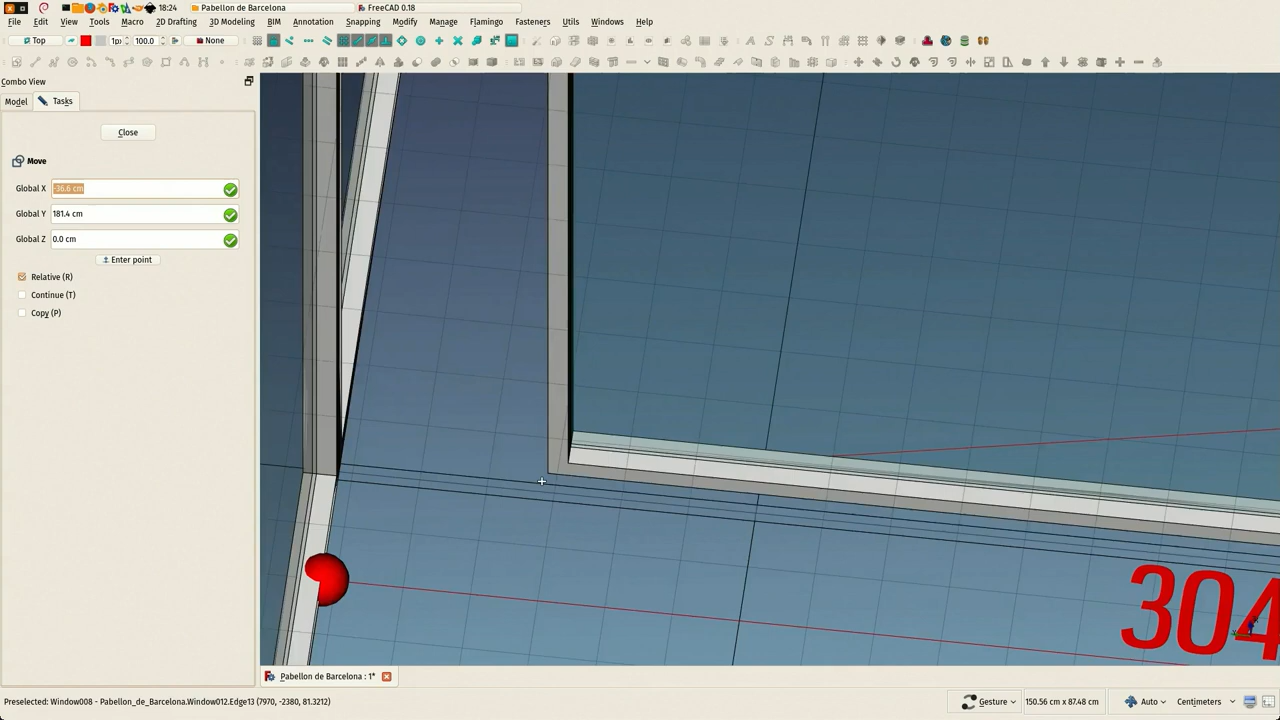 18:24
Pabellon de Barcelona
FreeCAD 0.18
File Edit View Tools Macro 2D Drafting 3D Modeling BIM Annotation Snapping Modify Manage Flamingo Fasteners Utils Windows Help
Top
100.0
None
Combo View
Model Tasks
Close
Move
Global X -36.6 cm
Global Y 181.4 cm
Global Z 0.0 cm
Enter point
Relative (R)
Continue (T)
Copy (P)
304
Pabellon de Barcelona : 1*
Preselected: Window008 - Pabellon_de_Barcelona.Window012.Edge13 (7970, -2380, 81.3212) Gesture 150.56 cm x 87.48 cm Auto Centimeters